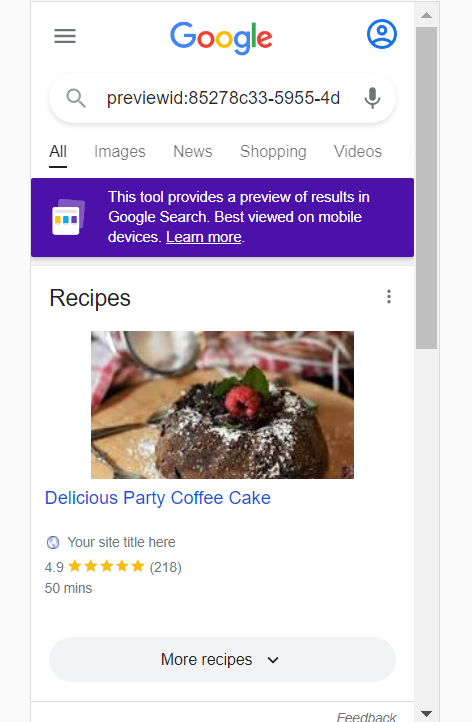 Google
previewid:85278c33-5955-4d
All Images News Shopping Videos
This tool provides a preview of results in
Google Search. Best viewed on mobile
devices. Learn more.
Recipes
Delicious Party Coffee Cake
Your site title here
4.9 (218)
50 mins
More recipes
Feedback